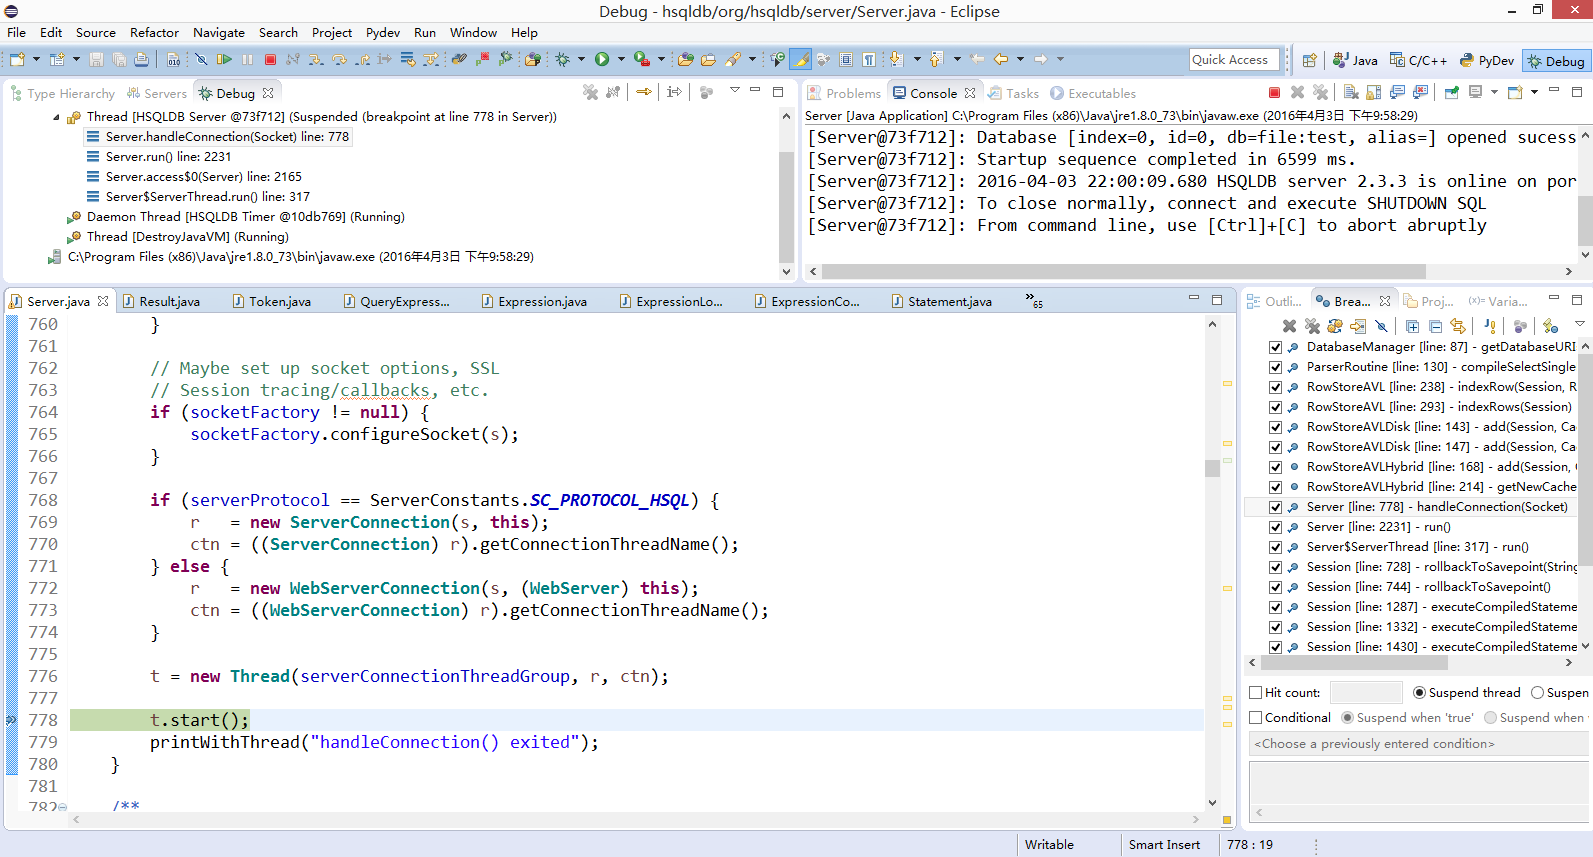 Debug - hsqldb/org/hsqldb/server/Server.java - Eclipse
File Edit Source Refactor Navigate Search Project Pydev Run Window Help
Quick Access Java C/C++ PyDev Debug
Type Hierarchy Servers Debug
Thread [HSQLDB Server @73f712] (Suspended (breakpoint at line 778 in Server))
Server.handleConnection(Socket) line: 778
Server.run() line: 2231
Server.access$0(Server) line: 2165
Server$ServerThread.run() line: 317
Daemon Thread [HSQLDB Timer @10db769] (Running)
Thread [DestroyJavaVM] (Running)
C:\Program Files (x86)\Java\jre1.8.0_73\bin\javaw.exe (2016年4月3日 下午9:58:29)
Problems Console Tasks Executables
Server [Java Application] C:\Program Files (x86)\Java\jre1.8.0_73\bin\javaw.exe (2016年4月3日 下午9:58:29)
[Server@73f712]: Database [index=0, id=0, db=file:test, alias=] opened sucess
[Server@73f712]: Startup sequence completed in 6599 ms.
[Server@73f712]: 2016-04-03 22:00:09.680 HSQLDB server 2.3.3 is online on por
[Server@73f712]: To close normally, connect and execute SHUTDOWN SQL
[Server@73f712]: From command line, use [Ctrl]+[C] to abort abruptly
Server.java Result.java Token.java QueryExpress... Expression.java ExpressionLo... ExpressionCo... Statement.java »65
760 }
761
762 // Maybe set up socket options, SSL
763 // Session tracing/callbacks, etc.
764 if (socketFactory != null) {
765 socketFactory.configureSocket(s);
766 }
767
768 if (serverProtocol == ServerConstants.SC_PROTOCOL_HSQL) {
769 r = new ServerConnection(s, this);
770 ctn = ((ServerConnection) r).getConnectionThreadName();
771 } else {
772 r = new WebServerConnection(s, (WebServer) this);
773 ctn = ((WebServerConnection) r).getConnectionThreadName();
774 }
775
776 t = new Thread(serverConnectionThreadGroup, r, ctn);
777
778 t.start();
779 printWithThread("handleConnection() exited");
780 }
781
782 /**
Outli... Brea... Proj... (x)= Varia...
DatabaseManager [line: 87] - getDatabaseURI
ParserRoutine [line: 130] - compileSelectSingle
RowStoreAVL [line: 238] - indexRow(Session, R
RowStoreAVL [line: 293] - indexRows(Session)
RowStoreAVLDisk [line: 143] - add(Session, Ca
RowStoreAVLDisk [line: 147] - add(Session, Ca
RowStoreAVLHybrid [line: 168] - add(Session, 
RowStoreAVLHybrid [line: 214] - getNewCache
Server [line: 778] - handleConnection(Socket)
Server [line: 2231] - run()
Server$ServerThread [line: 317] - run()
Session [line: 728] - rollbackToSavepoint(String
Session [line: 744] - rollbackToSavepoint()
Session [line: 1287] - executeCompiledStateme
Session [line: 1332] - executeCompiledStateme
Session [line: 1430] - executeCompiledStateme
Hit count: Suspend thread Suspen
Conditional Suspend when 'true' Suspend when
<Choose a previously entered condition>
Writable Smart Insert 778 : 19